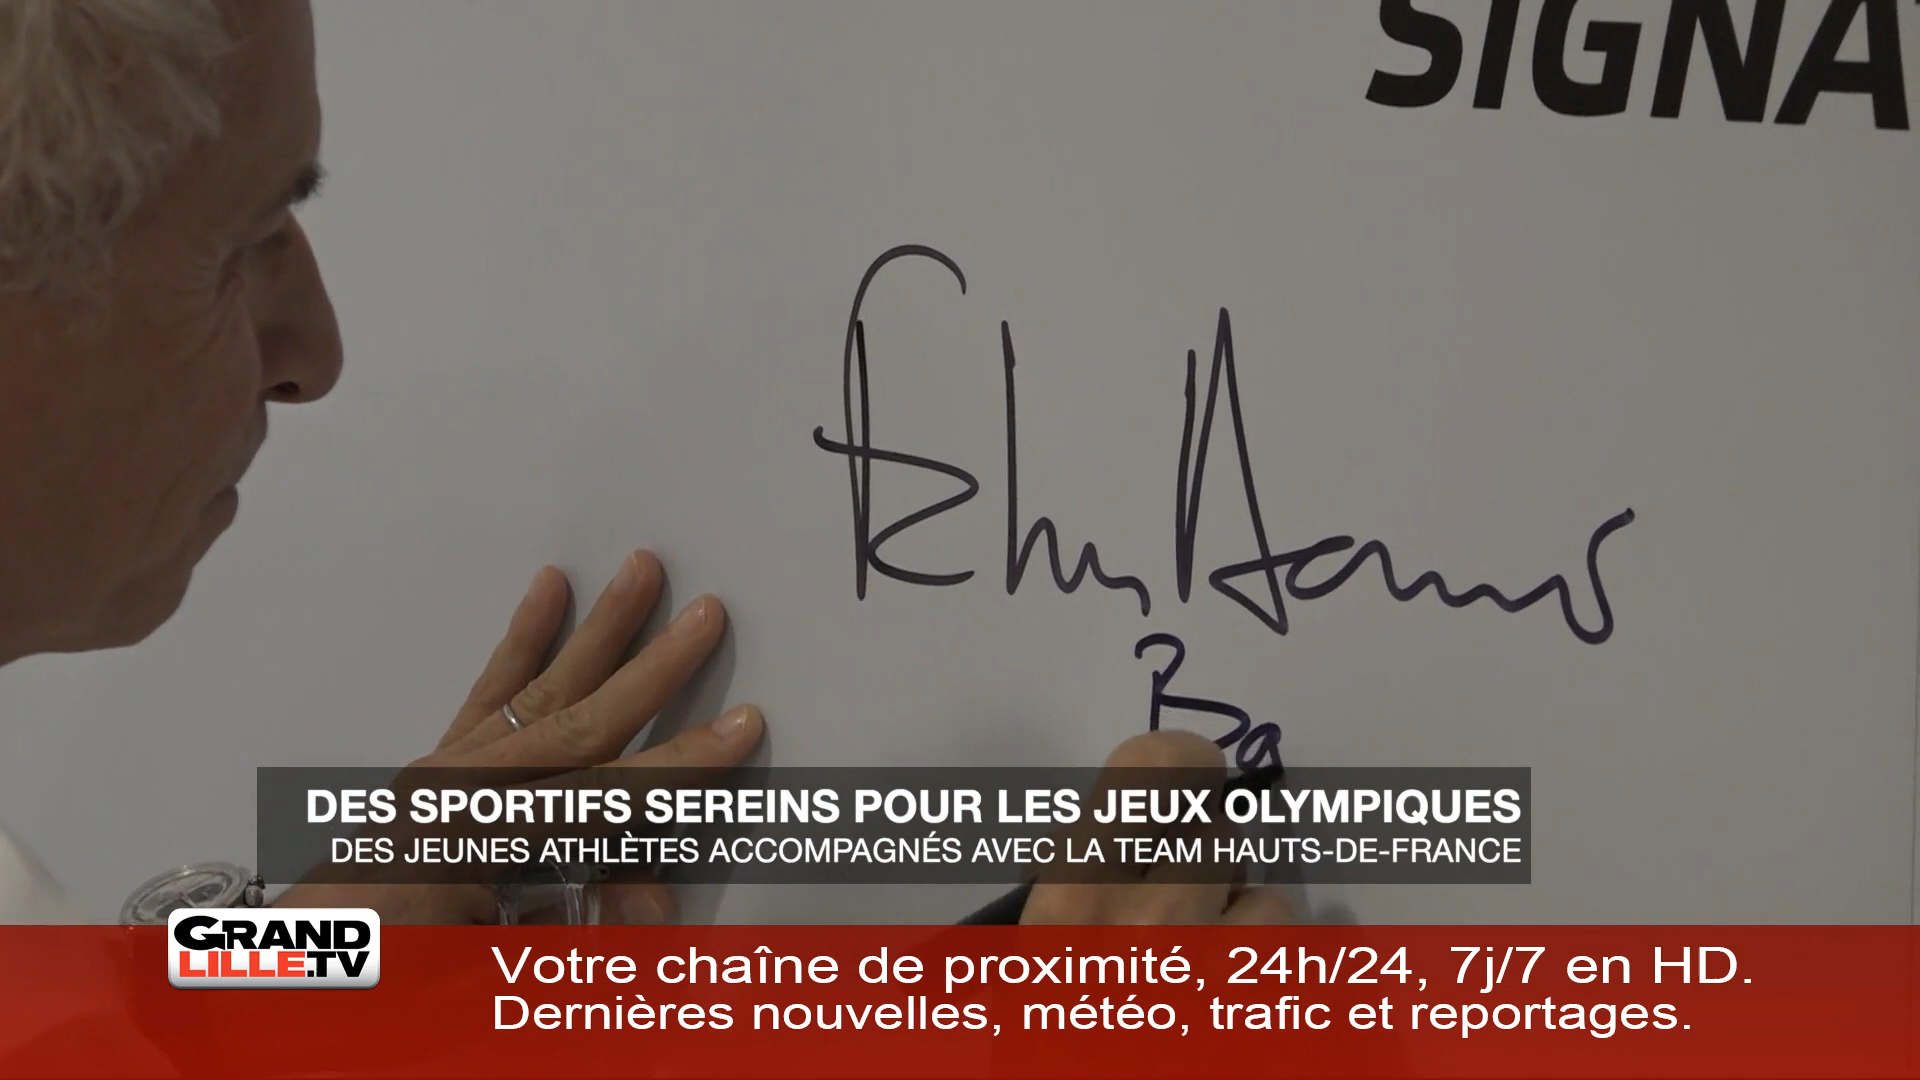 SIGNA
Ba
DES SPORTIFS SEREINS POUR LES JEUX OLYMPIQUES
DES JEUNES ATHLÈTES ACCOMPAGNÉS AVEC LA TEAM HAUTS-DE-FRANCE
GRAND
LILLE.TV
Votre chaîne de proximité, 24h/24, 7j/7 en HD.
Dernières nouvelles, météo, trafic et reportages.